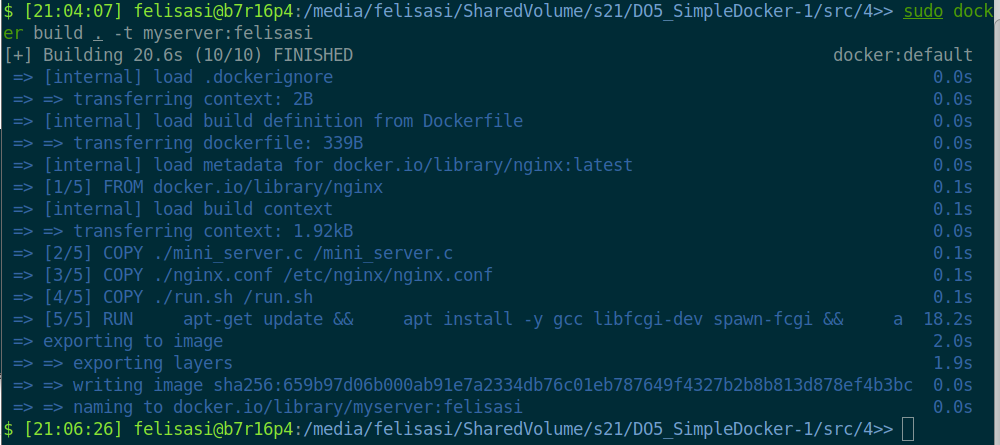 $ [21:04:07] felisasi@b7r16p4:/media/felisasi/SharedVolume/s21/DO5_SimpleDocker-1/src/4>> sudo dock
er build . -t myserver:felisasi
[+] Building 20.6s (10/10) FINISHED docker:default
=> [internal] load .dockerignore 0.0s
=> => transferring context: 2B 0.0s
=> [internal] load build definition from Dockerfile 0.0s
=> => transferring dockerfile: 339B 0.0s
=> [internal] load metadata for docker.io/library/nginx:latest 0.0s
=> [1/5] FROM docker.io/library/nginx 0.1s
=> [internal] load build context 0.1s
=> => transferring context: 1.92kB 0.0s
=> [2/5] COPY ./mini_server.c /mini_server.c 0.1s
=> [3/5] COPY ./nginx.conf /etc/nginx/nginx.conf 0.1s
=> [4/5] COPY ./run.sh /run.sh 0.1s
=> [5/5] RUN     apt-get update &&     apt install -y gcc libfcgi-dev spawn-fcgi &&     a 18.2s
=> exporting to image 2.0s
=> => exporting layers 1.9s
=> => writing image sha256:659b97d06b000ab91e7a2334db76c01eb787649f4327b2b8b813d878ef4b3bc 0.0s
=> => naming to docker.io/library/myserver:felisasi 0.0s
$ [21:06:26] felisasi@b7r16p4:/media/felisasi/SharedVolume/s21/DO5_SimpleDocker-1/src/4>>